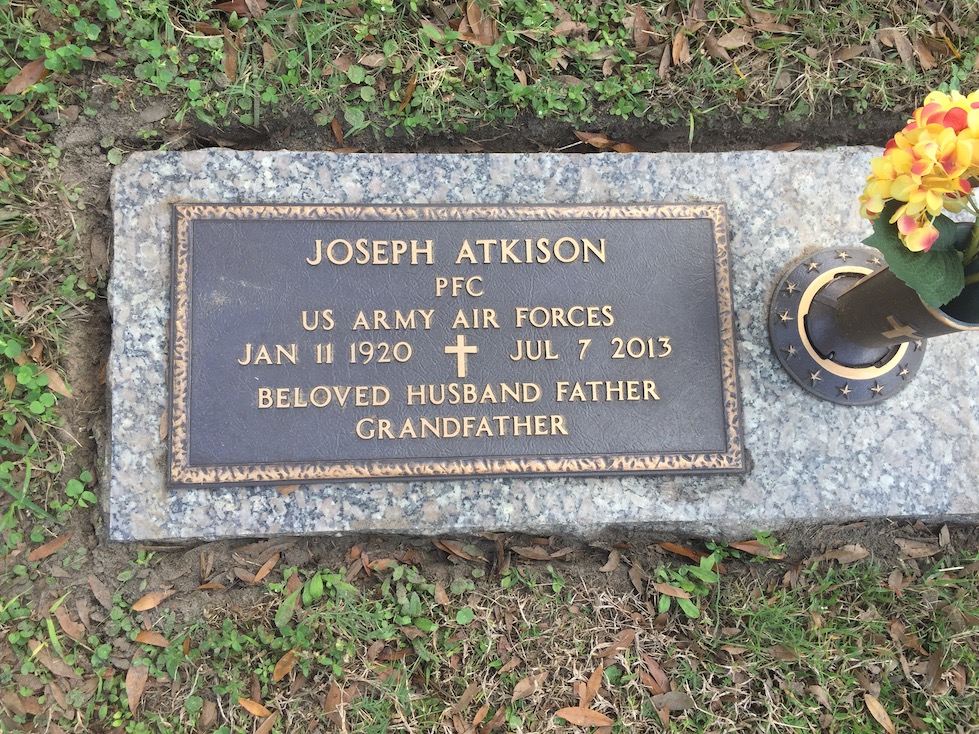 JOSEPH ATKISON
PFC
US ARMY AIR FORCES
JAN 11 1920 JUL 7 2013
BELOVED HUSBAND FATHER
GRANDFATHER